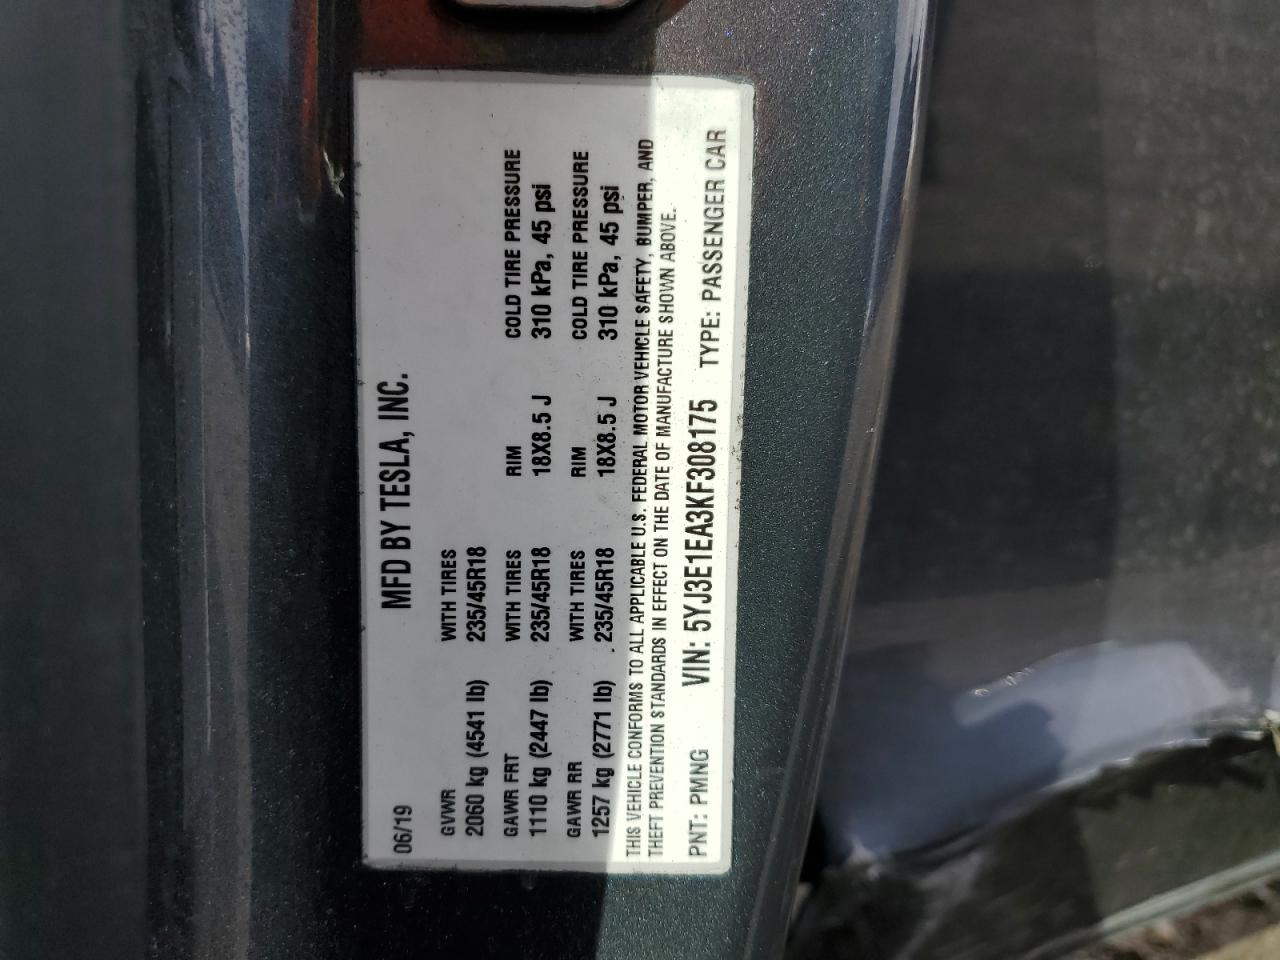 06/19 MFD BY TESLA, INC.
GVWR WITH TIRES
2060 kg (4541 lb) 235/45R18
GAWR FRT WITH TIRES RIM COLD TIRE PRESSURE
1110 kg (2447 lb) 235/45R18 18X8.5 J 310 kPa, 45 psi
GAWR RR WITH TIRES RIM COLD TIRE PRESSURE
1257 kg (2771 lb) 235/45R18 18X8.5 J 310 kPa, 45 psi
THIS VEHICLE CONFORMS TO ALL APPLICABLE U.S. FEDERAL MOTOR VEHICLE SAFETY, BUMPER, AND
THEFT PREVENTION STANDARDS IN EFFECT ON THE DATE OF MANUFACTURE SHOWN ABOVE.
PNT: PMNG VIN: 5YJ3E1EA3KF308175 TYPE: PASSENGER CAR